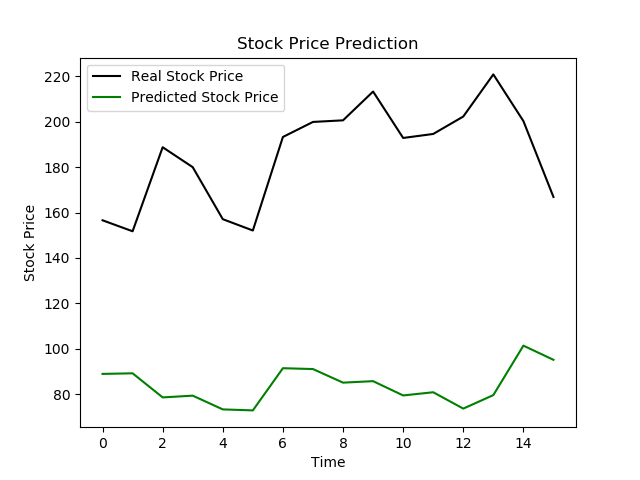 Stock Price Prediction
Real Stock Price
Predicted Stock Price
Stock Price
220
200
180
160
140
120
100
80
0 2 4 6 8 10 12 14
Time